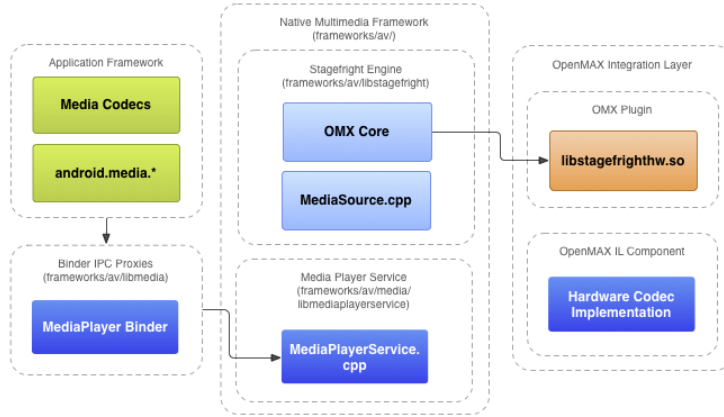 Application Framework
Media Codecs
android.media.*
Binder IPC Proxies
(frameworks/av/libmedia)
MediaPlayer Binder
Native Multimedia Framework
(frameworks/av/)
Stagefright Engine
(frameworks/av/libstagefright)
OMX Core
MediaSource.cpp
Media Player Service
(frameworks/av/media/
libmediaplayerservice)
MediaPlayerService.
cpp
OpenMAX Integration Layer
OMX Plugin
libstagefrighthw.so
OpenMAX IL Component
Hardware Codec
Implementation